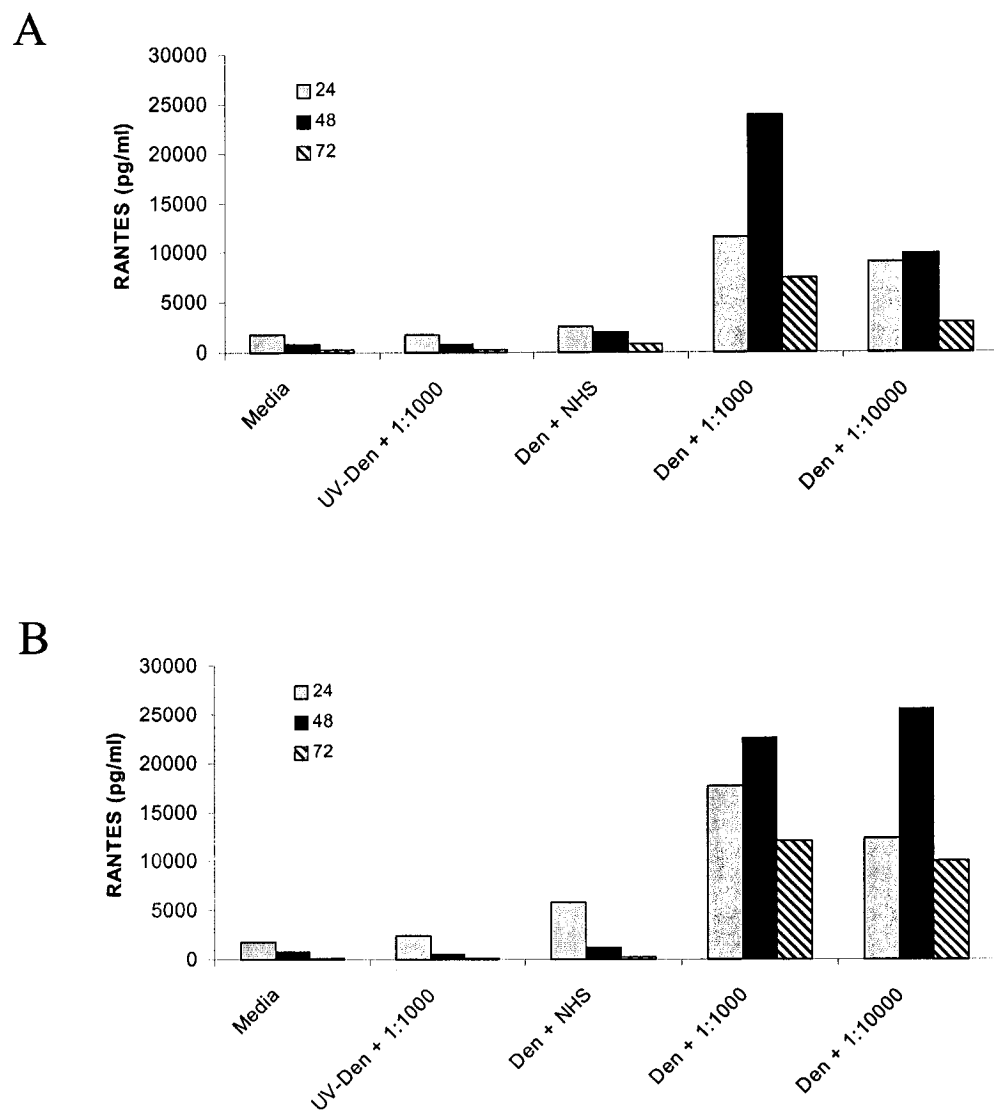 A
30000
25000
20000
15000
10000
5000
0
RANTES (pg/ml)
24
48
72
Media
UV-Den + 1:1000
Den + NHS
Den + 1:1000
Den + 1:10000
B
30000
25000
20000
15000
10000
5000
0
RANTES (pg/ml)
24
48
72
Media
UV-Den + 1:1000
Den + NHS
Den + 1:1000
Den + 1:10000